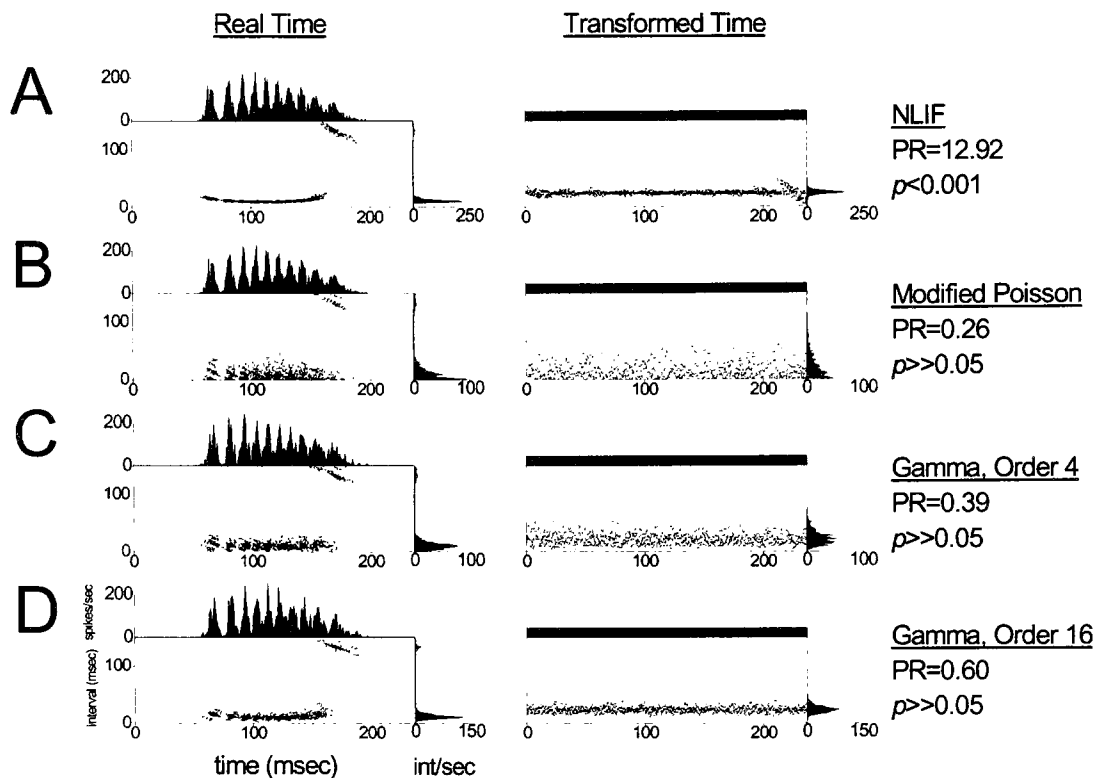 Real Time
Transformed Time
A
200
0
100
0
0
100
200
0
250
0
100
200
0
250
NLIF
PR=12.92
p<0.001
B
200
0
100
0
0
100
200
0
100
0
100
200
0
100
Modified Poisson
PR=0.26
p>>0.05
C
200
0
100
0
0
100
200
0
100
0
100
200
0
100
Gamma, Order 4
PR=0.39
p>>0.05
D
spikes/sec
interval (msec)
200
0
100
0
0
100
200
0
150
0
100
200
0
150
time (msec)
int/sec
Gamma, Order 16
PR=0.60
p>>0.05